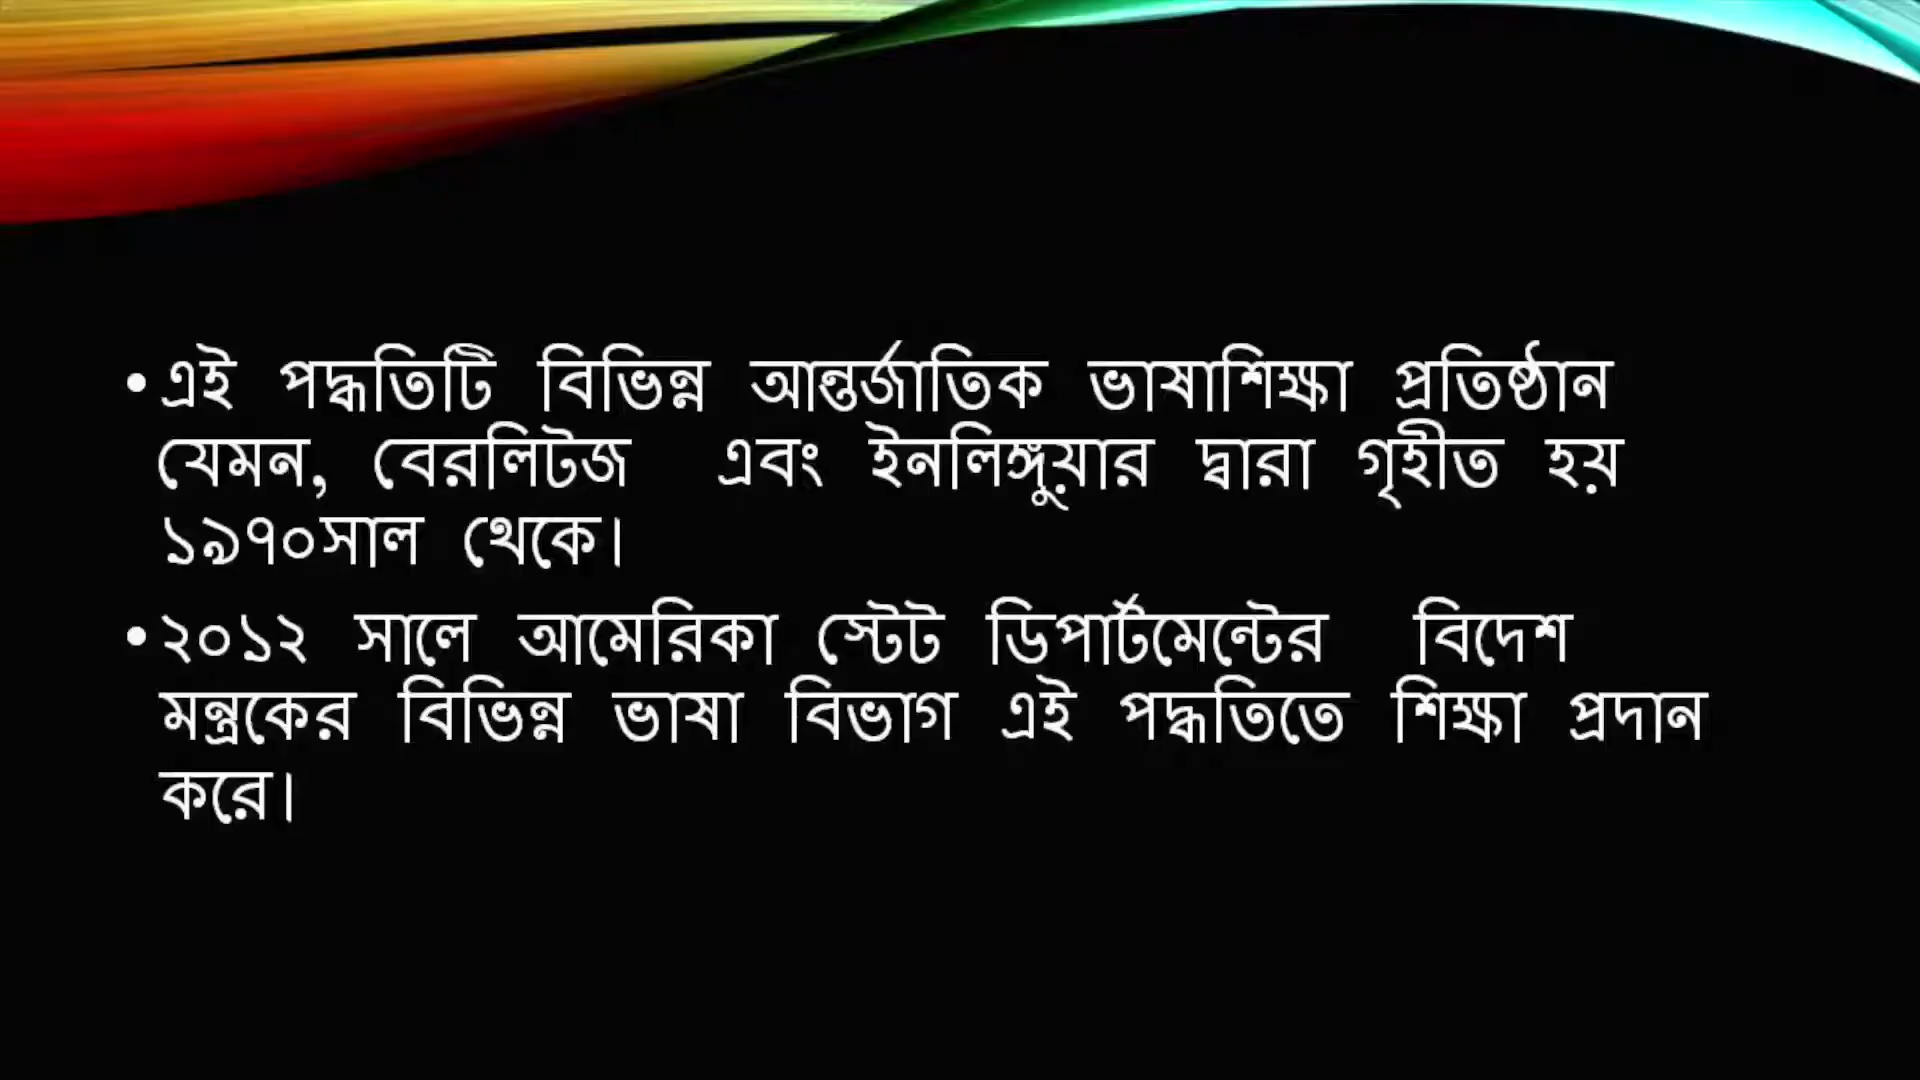 • এই পদ্ধতিটি বিভিন্ন আন্তর্জাতিক ভাষাশিক্ষা প্রতিষ্ঠান
যেমন, বেরলিটজ এবং ইনলিঙ্গুয়ার দ্বারা গৃহীত হয়
১৯৭০সাল থেকে।
• ২০১২ সালে আমেরিকা স্টেট ডিপার্টমেন্টের বিদেশ
মন্ত্রকের বিভিন্ন ভাষা বিভাগ এই পদ্ধতিতে শিক্ষা প্রদান
করে।